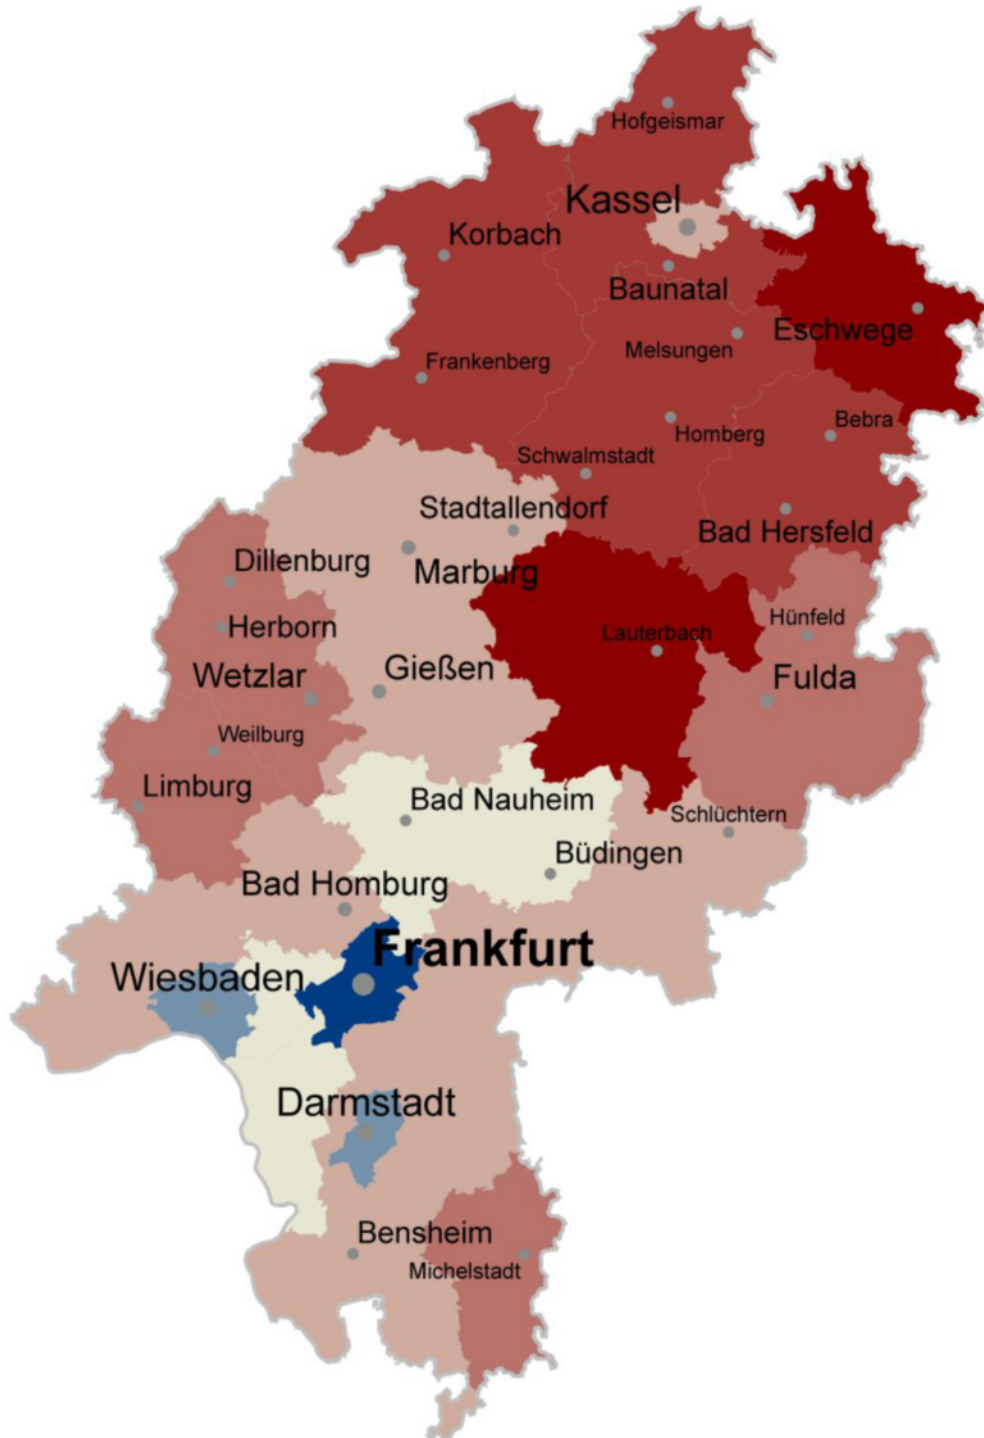 Hofgeismar
Kassel
Korbach
Baunatal
Eschwege
Melsungen
Frankenberg
Bebra
Homberg
Schwalmstadt
Stadtallendorf
Bad Hersfeld
Dillenburg
Marburg
Hünfeld
Herborn
Lauterbach
Gießen
Wetzlar
Fulda
Weilburg
Limburg
Bad Nauheim
Schlüchtern
Büdingen
Bad Homburg
Frankfurt
Wiesbaden
Darmstadt
Bensheim
Michelstadt